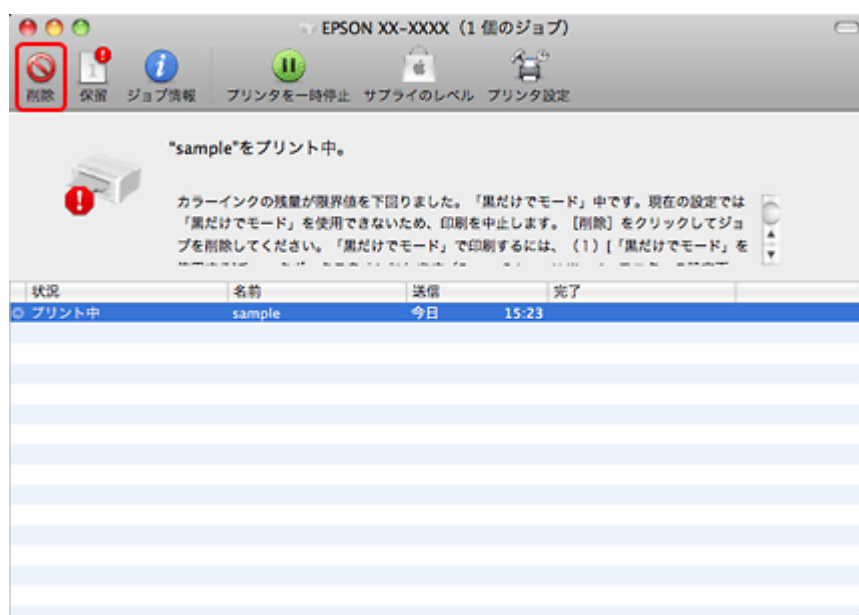 EPSON XX-XXXX（1 個のジョブ）
削除 保留 ジョブ情報 プリンタを一時停止 サプライのレベル プリンタ設定
"sample"をプリント中。
カラーインクの残量が限界値を下回りました。「黒だけでモード」中です。現在の設定では
「黒だけでモード」を使用できないため、印刷を中止します。［削除］をクリックしてジョ
ブを削除してください。「黒だけでモード」で印刷するには、（1）[「黒だけでモード」を
状況 名前 送信 完了
プリント中 sample 今日 15:23